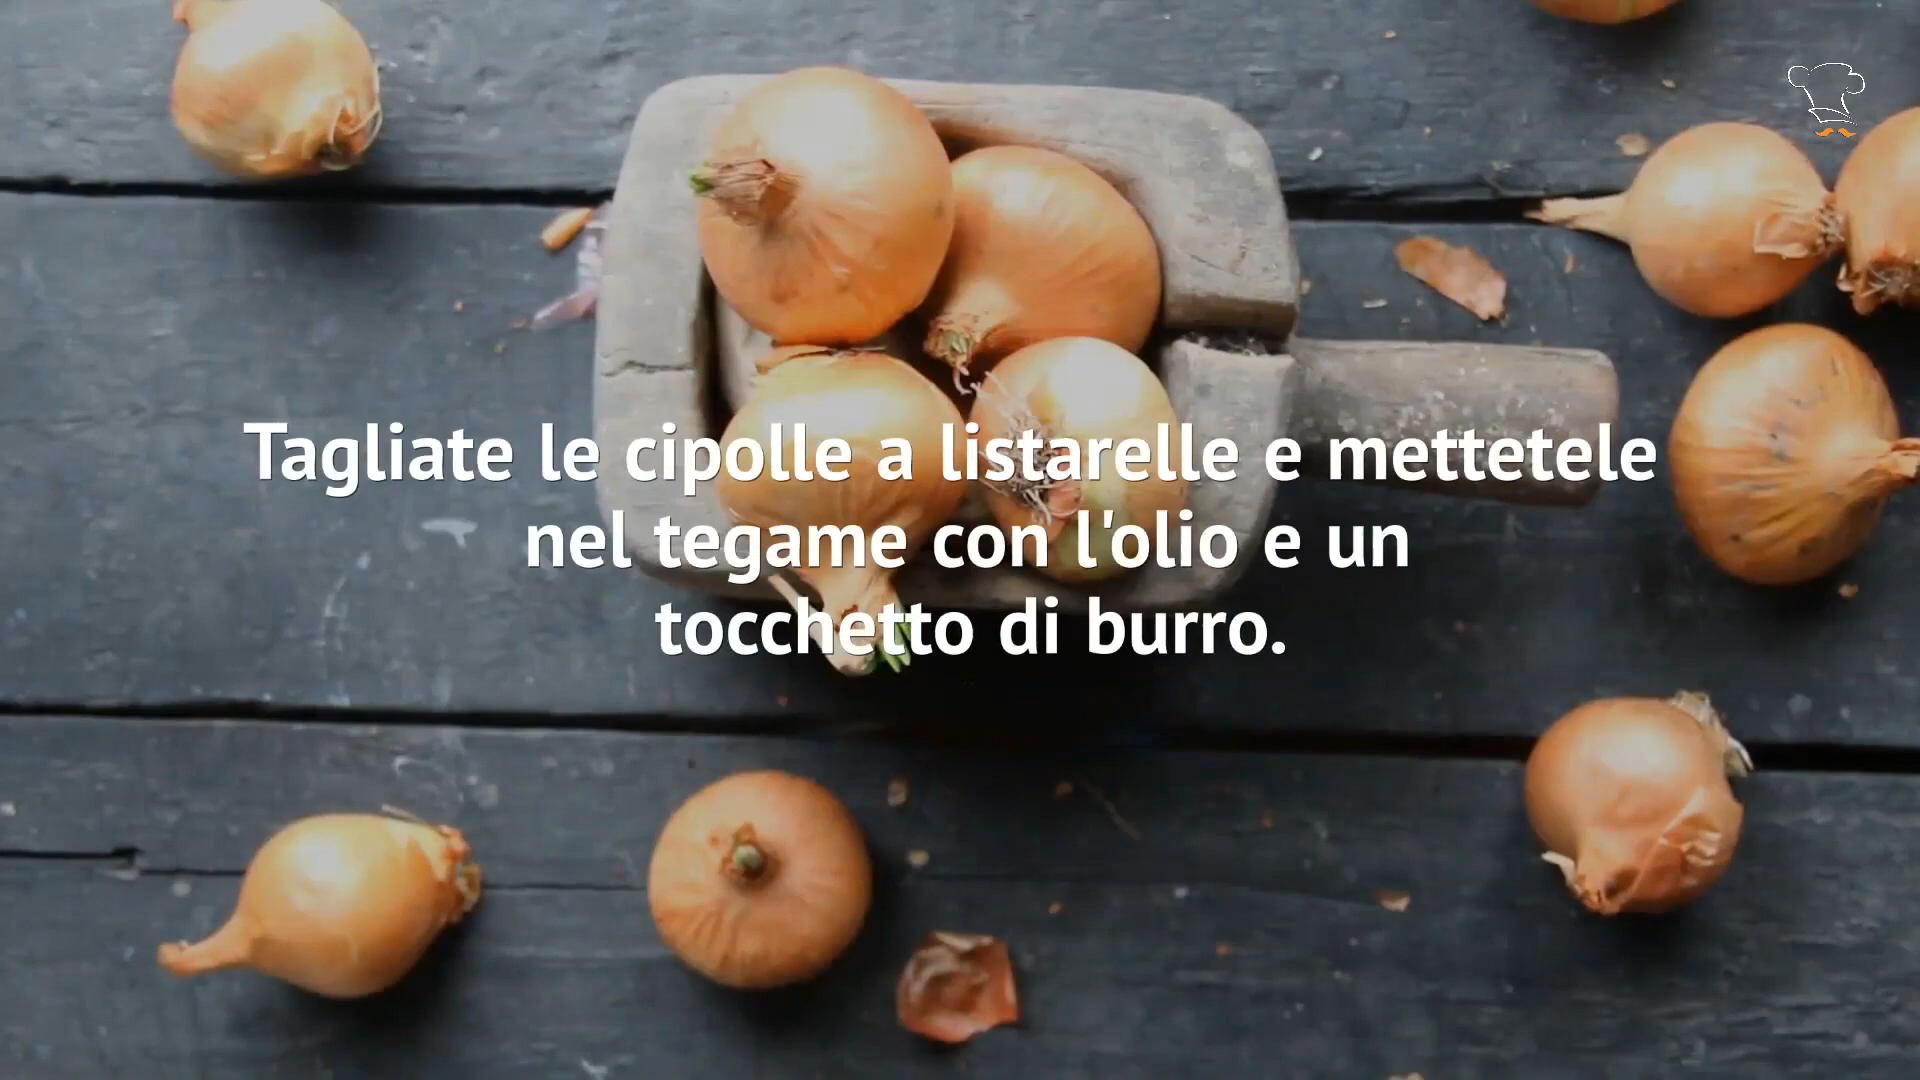 Tagliate le cipolle a listarelle e mettetele
nel tegame con l'olio e un
tocchetto di burro.